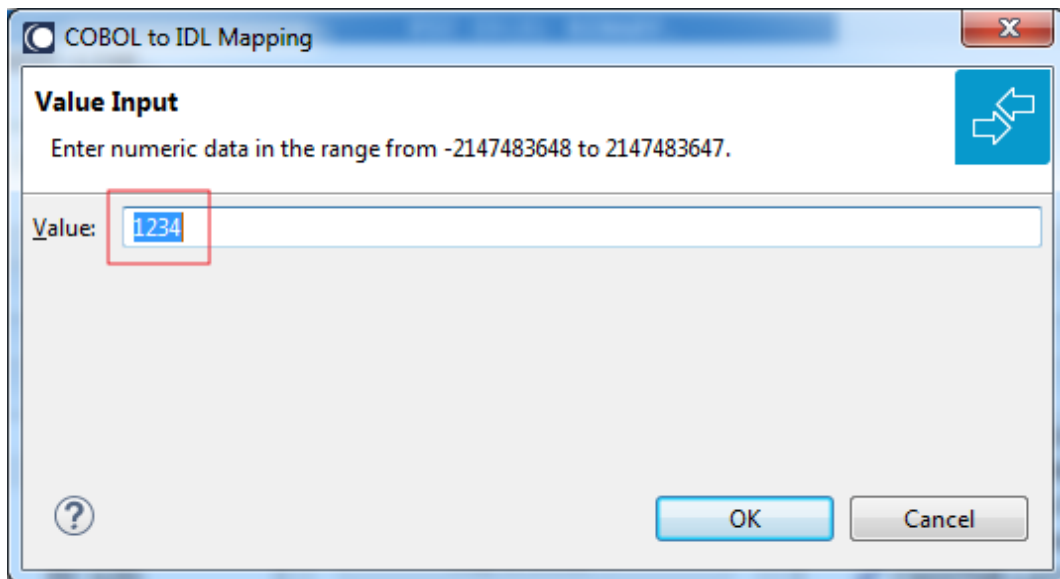 COBOL to IDL Mapping
Value Input
Enter numeric data in the range from -2147483648 to 2147483647.
Value: 1234
OK Cancel